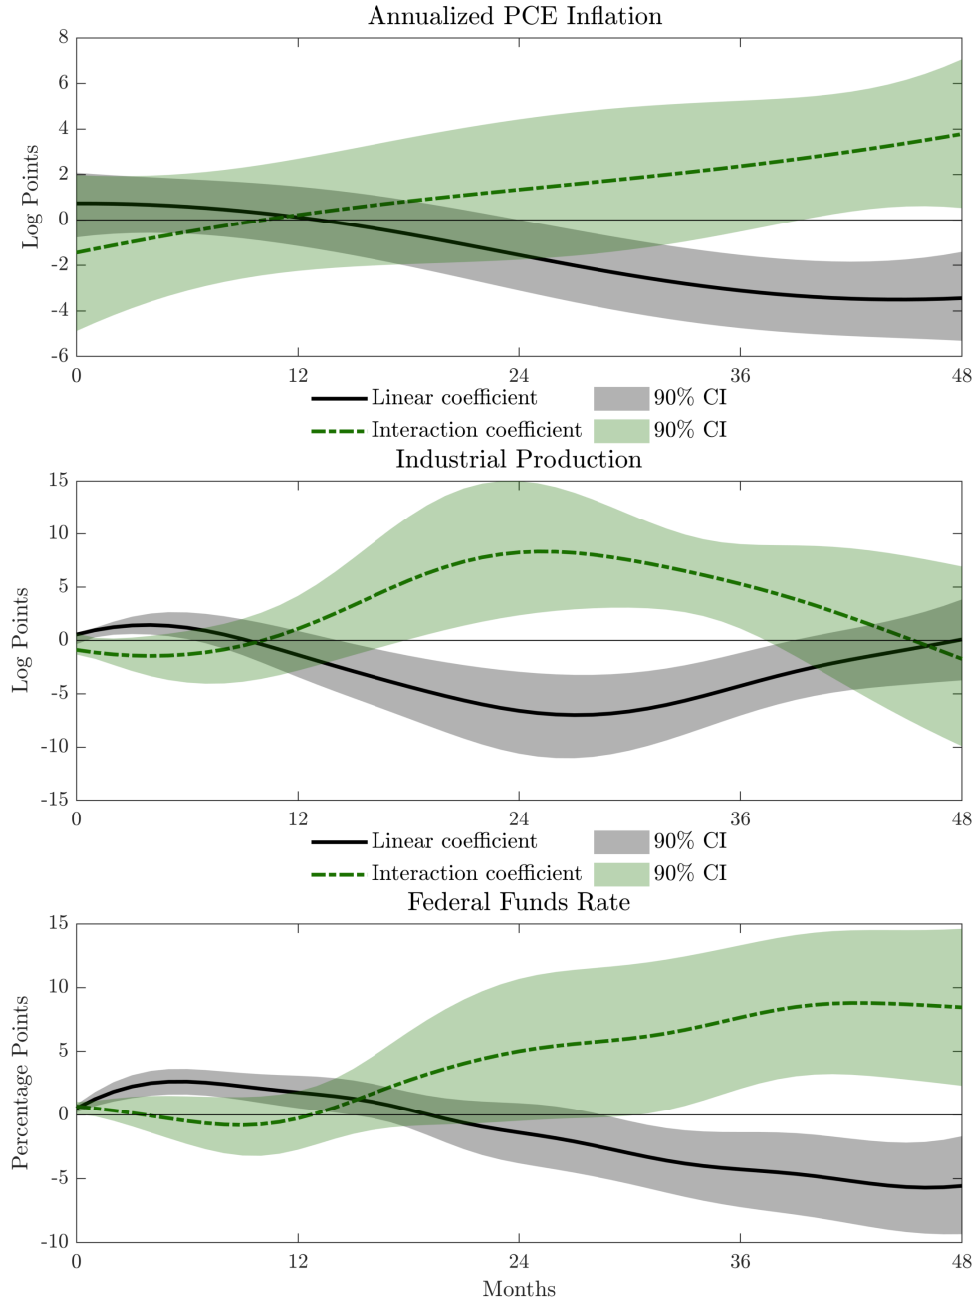 Annualized PCE Inflation
8
6
4
2
0
-2
-4
-6
Log Points
0 12 24 36 48
Linear coefficient 90% CI
Interaction coefficient 90% CI
Industrial Production
15
10
5
0
-5
-10
-15
Log Points
0 12 24 36 48
Linear coefficient 90% CI
Interaction coefficient 90% CI
Federal Funds Rate
15
10
5
0
-5
-10
Percentage Points
0 12 24 36 48
Months